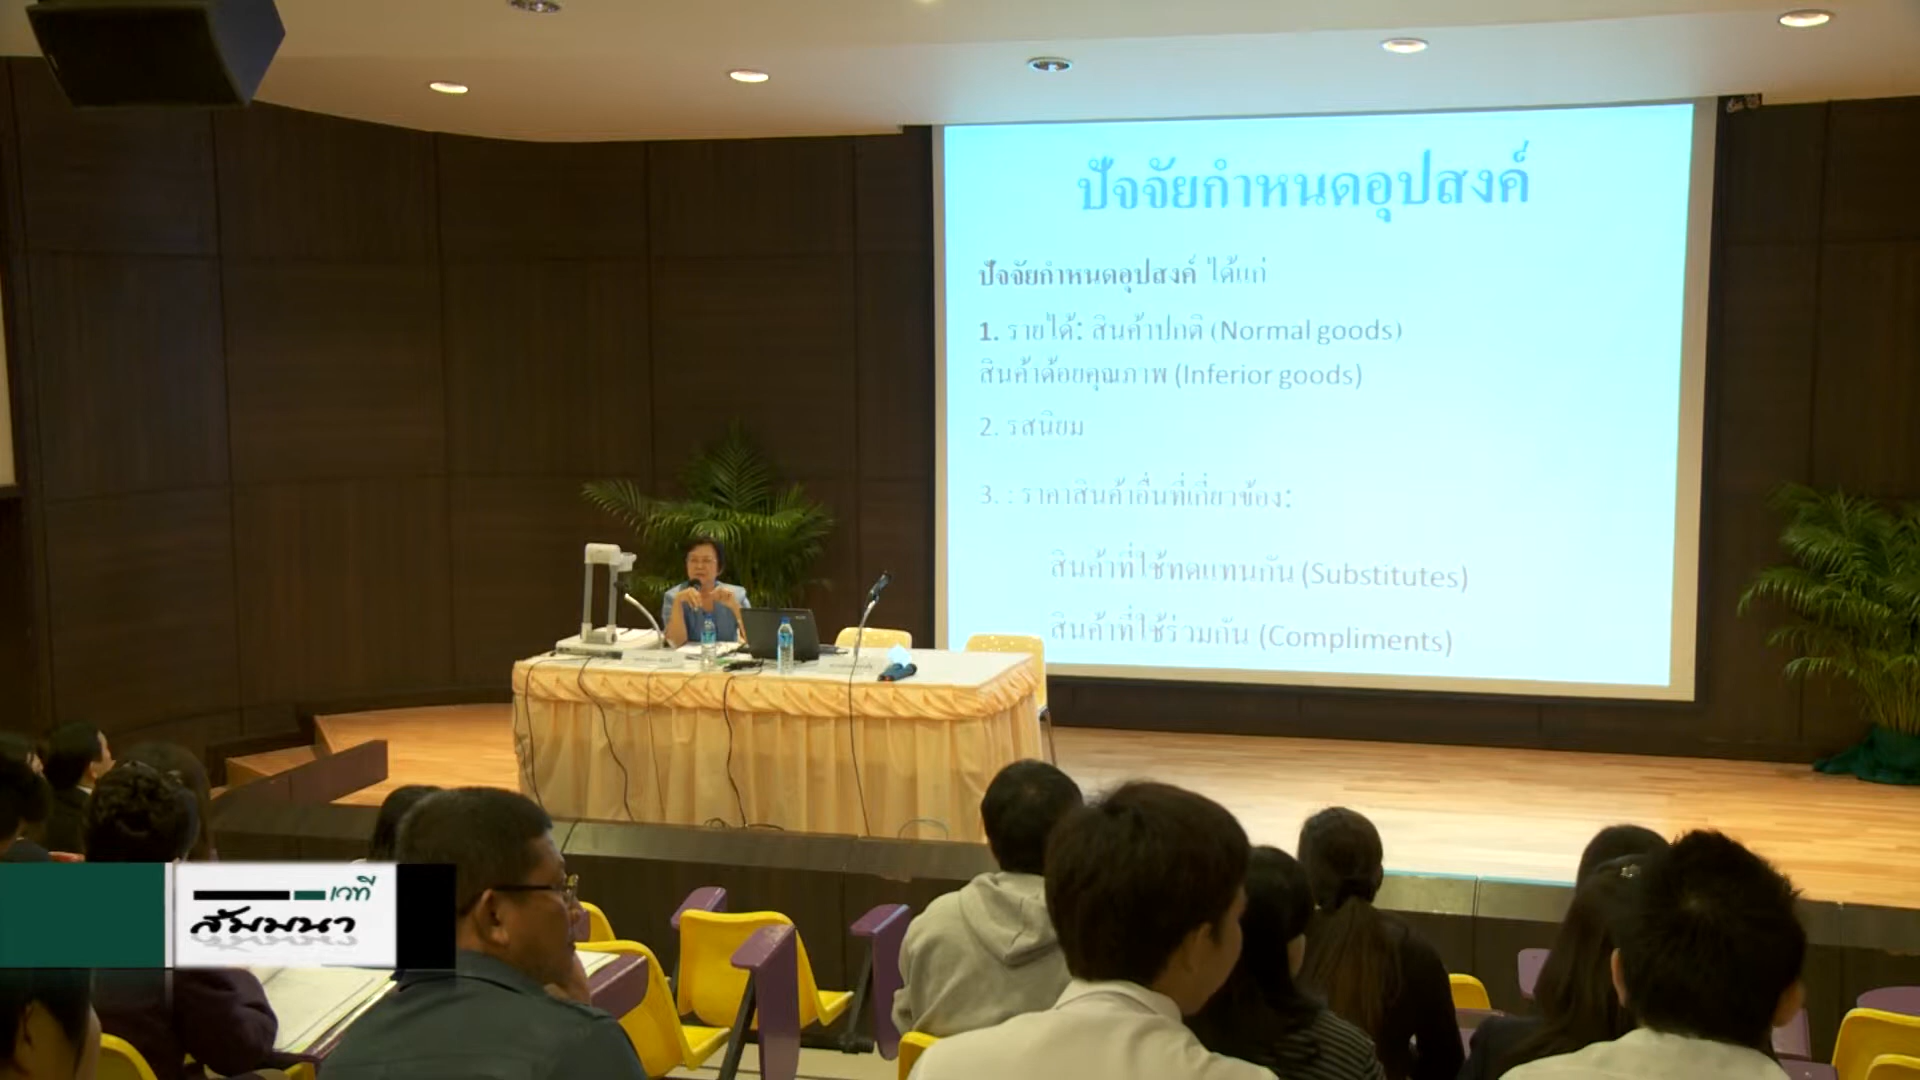 ปัจจัยกำหนดอุปสงค์
ปัจจัยกำหนดอุปสงค์ ได้แก่
1. รายได้: สินค้าปกติ (Normal goods)
สินค้าด้อยคุณภาพ (Inferior goods)
2. รสนิยม
3. : ราคาสินค้าอื่นที่เกี่ยวข้อง:
สินค้าที่ใช้ทดแทนกัน (Substitutes)
สินค้าที่ใช้ร่วมกัน (Compliments)
เวที
สัมมนา